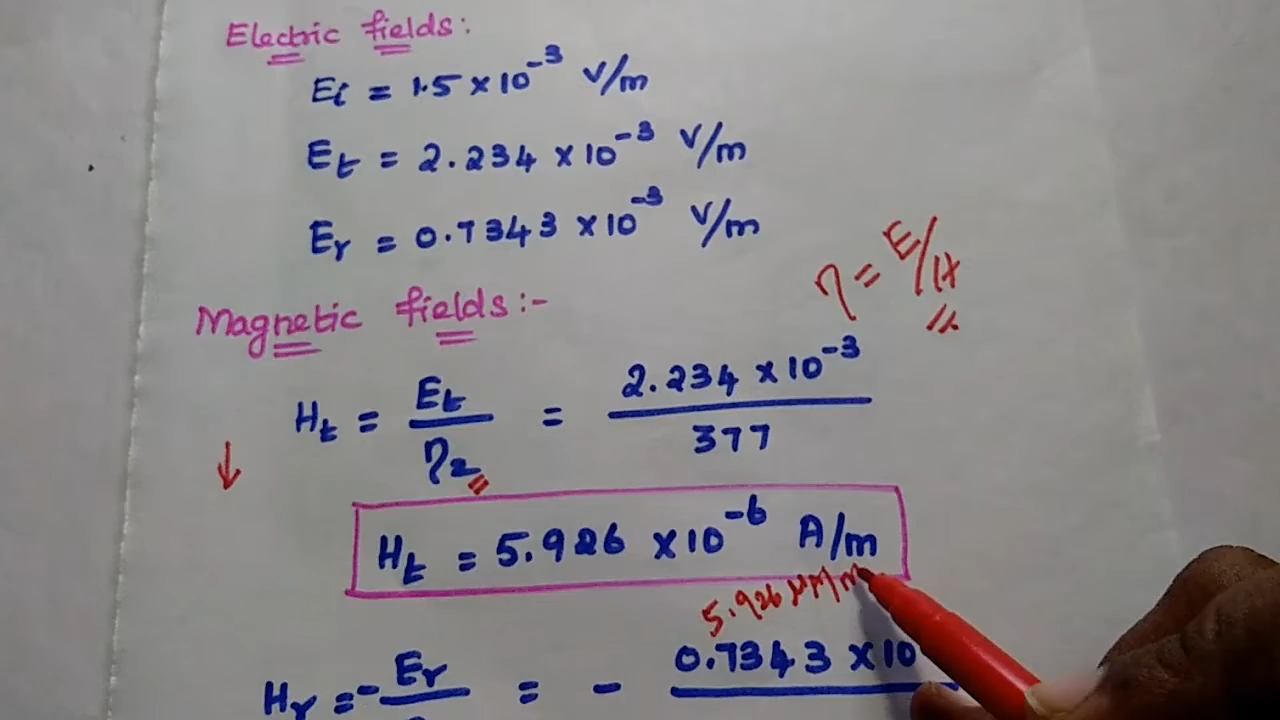 Electric fields:
Ei = 1.5 × 10⁻³ V/m
Et = 2.234 × 10⁻³ V/m
Er = 0.7343 × 10⁻³ V/m
η = E/H
Magnetic fields:-
Ht = Et/η2 = 2.234 × 10⁻³/377
Ht = 5.926 × 10⁻⁶ A/m
5.926 μA/m
Hr = - Er/ = - 0.7343 × 10